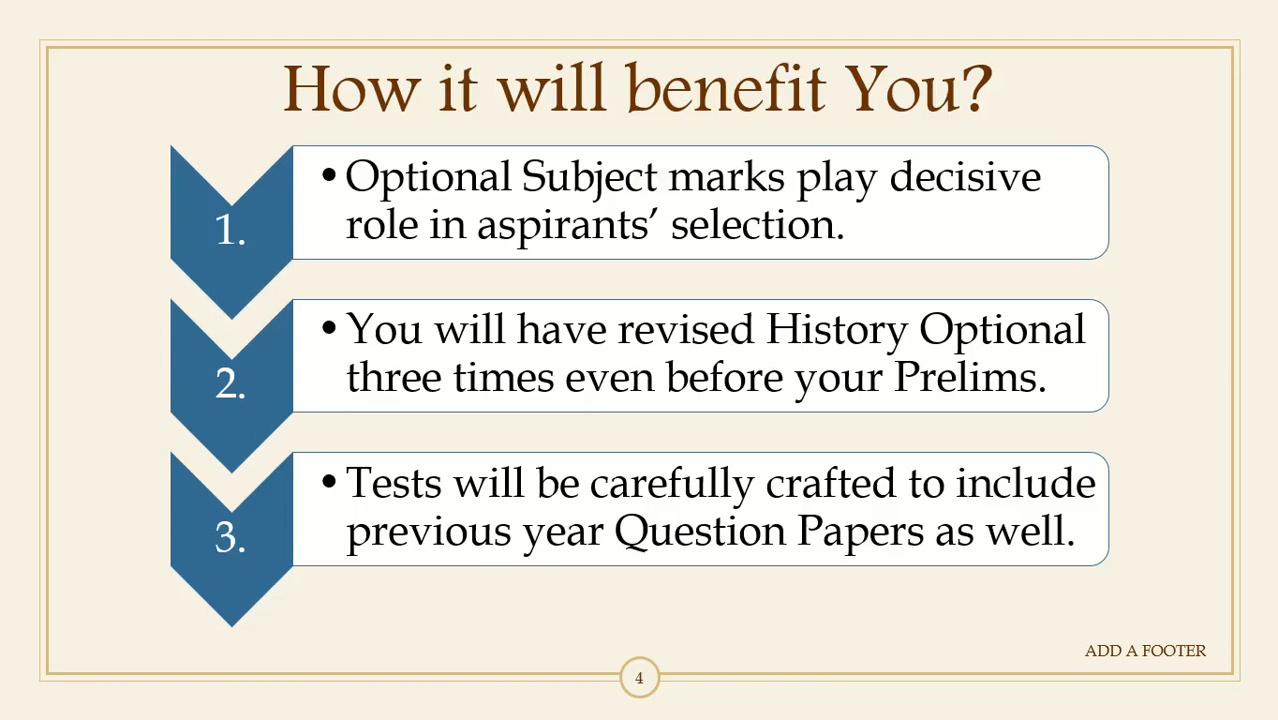 How it will benefit You?
1.
• Optional Subject marks play decisive
role in aspirants’ selection.
2.
• You will have revised History Optional
three times even before your Prelims.
3.
• Tests will be carefully crafted to include
previous year Question Papers as well.
ADD A FOOTER
4